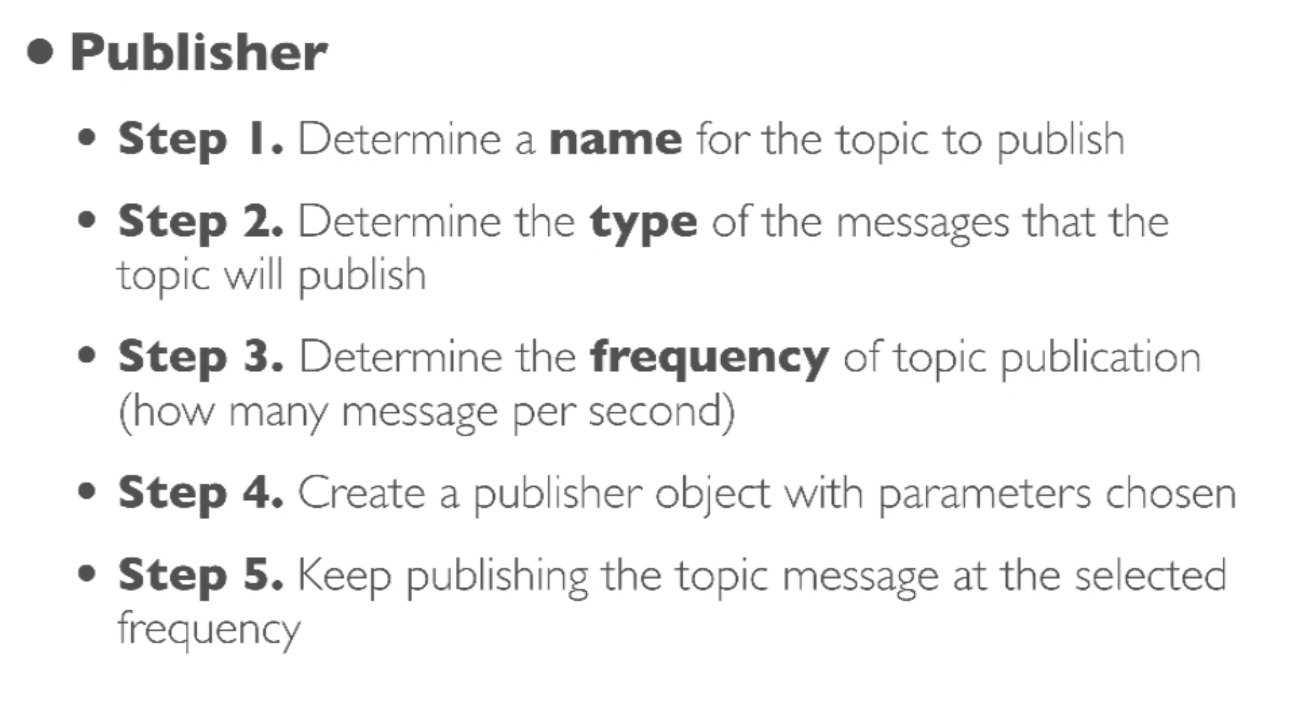 • Publisher
• Step 1. Determine a name for the topic to publish
• Step 2. Determine the type of the messages that the
topic will publish
• Step 3. Determine the frequency of topic publication
(how many message per second)
• Step 4. Create a publisher object with parameters chosen
• Step 5. Keep publishing the topic message at the selected
frequency